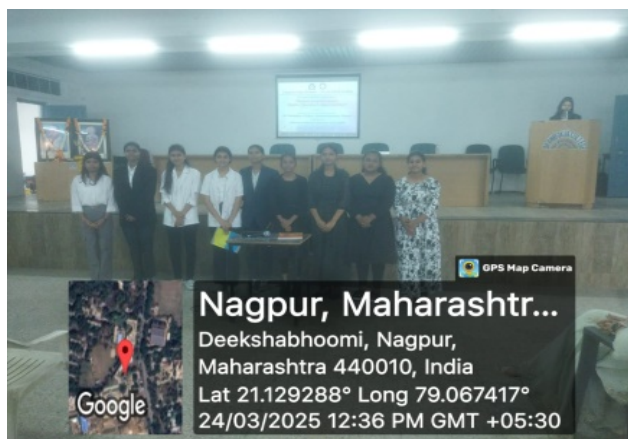 GPS Map Camera
Nagpur, Maharashtr...
Deekshabhoomi, Nagpur,
Maharashtra 440010, India
Lat 21.129288° Long 79.067417°
24/03/2025 12:36 PM GMT +05:30
Google